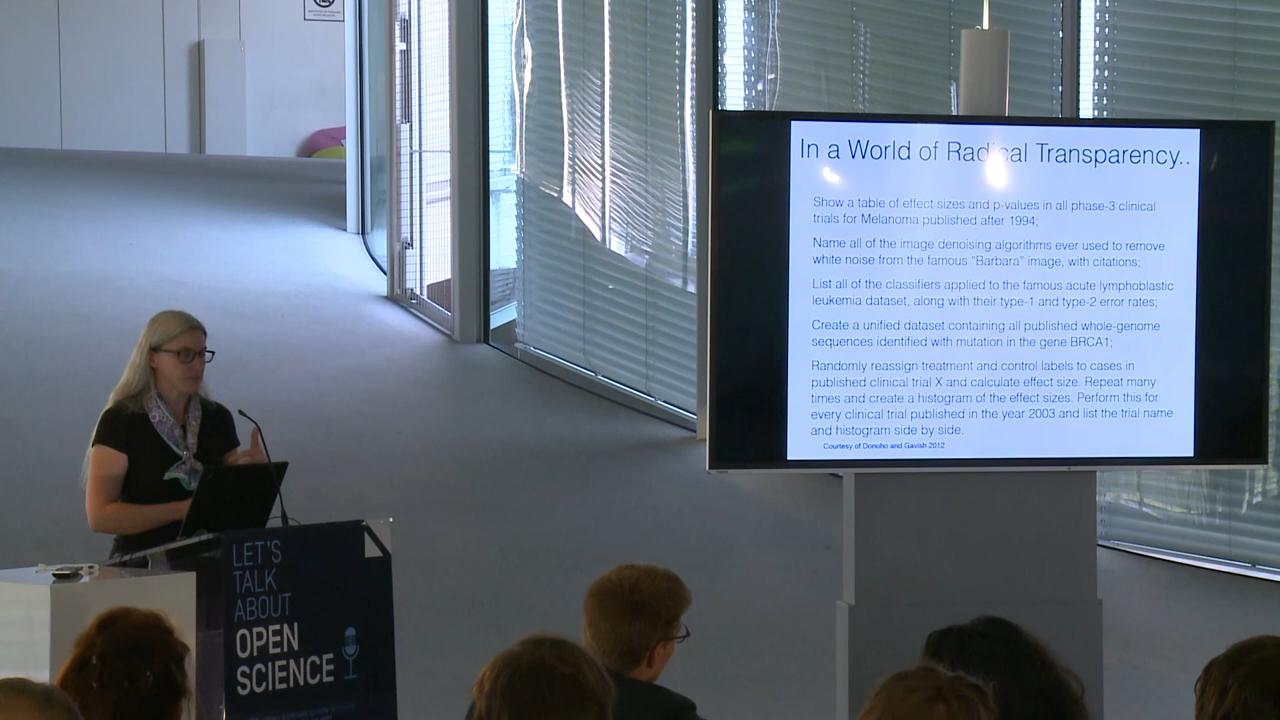 In a World of Radical Transparency..
Show a table of effect sizes and p-values in all phase-3 clinical
trials for Melanoma published after 1994;
Name all of the image denoising algorithms ever used to remove
white noise from the famous “Barbara” image, with citations;
List all of the classifiers applied to the famous acute lymphoblastic
leukemia dataset, along with their type-1 and type-2 error rates;
Create a unified dataset containing all published whole-genome
sequences identified with mutation in the gene BRCA1;
Randomly reassign treatment and control labels to cases in
published clinical trial X and calculate effect size. Repeat many
times and create a histogram of the effect sizes. Perform this for
every clinical trial published in the year 2003 and list the trial name
and histogram side by side.
Courtesy of Donoho and Gavish 2012
LET'S
TALK
ABOUT
OPEN
SCIENCE